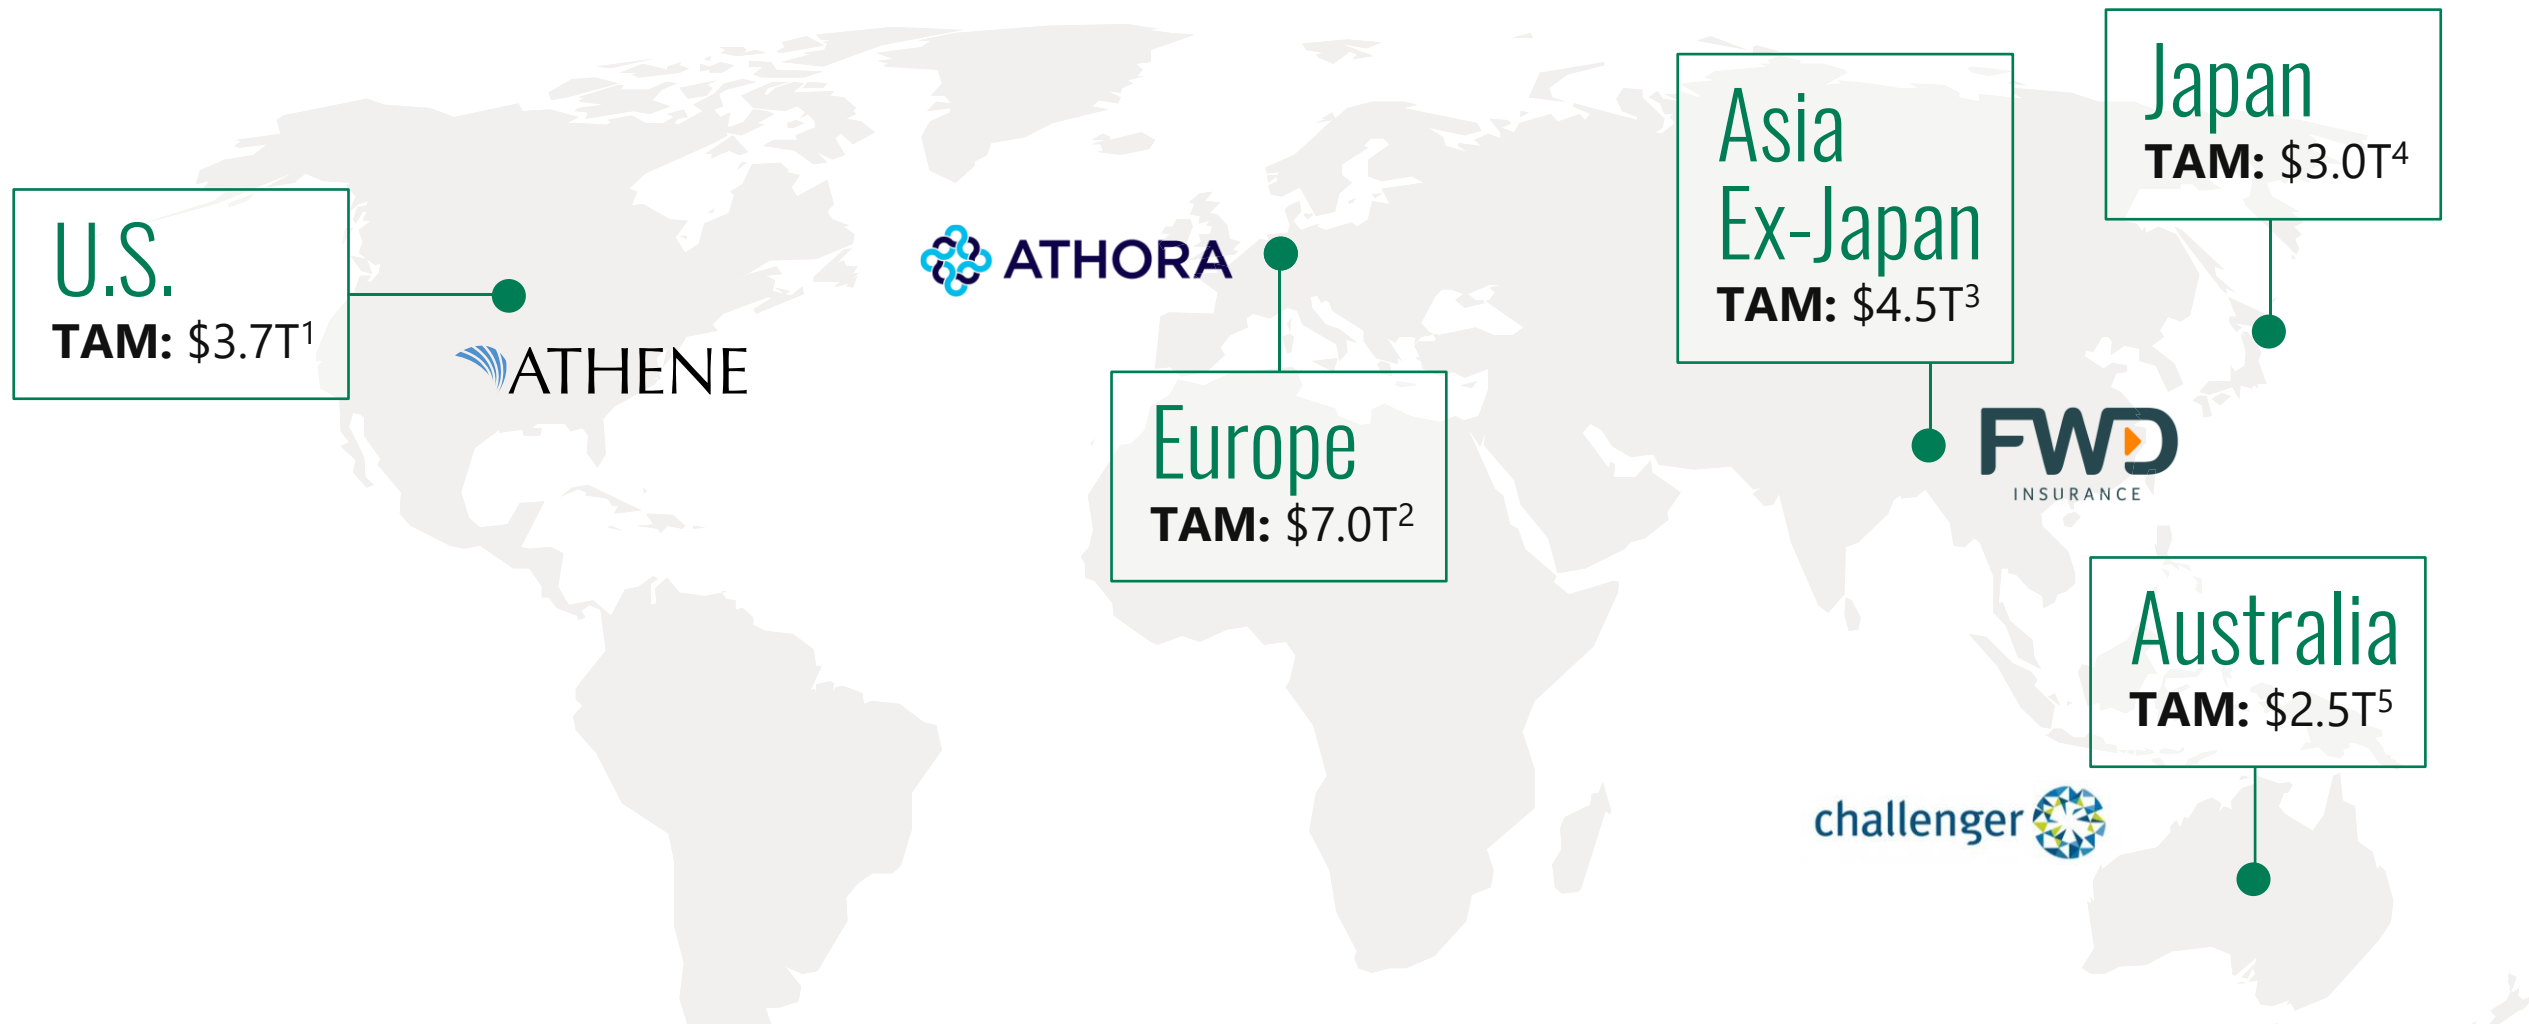 U.S.
TAM: $3.7T¹
ATHENE
ATHORA
Europe
TAM: $7.0T²
Asia
Ex-Japan
TAM: $4.5T³
FWD
INSURANCE
Japan
TAM: $3.0T⁴
Australia
TAM: $2.5T⁵
challenger